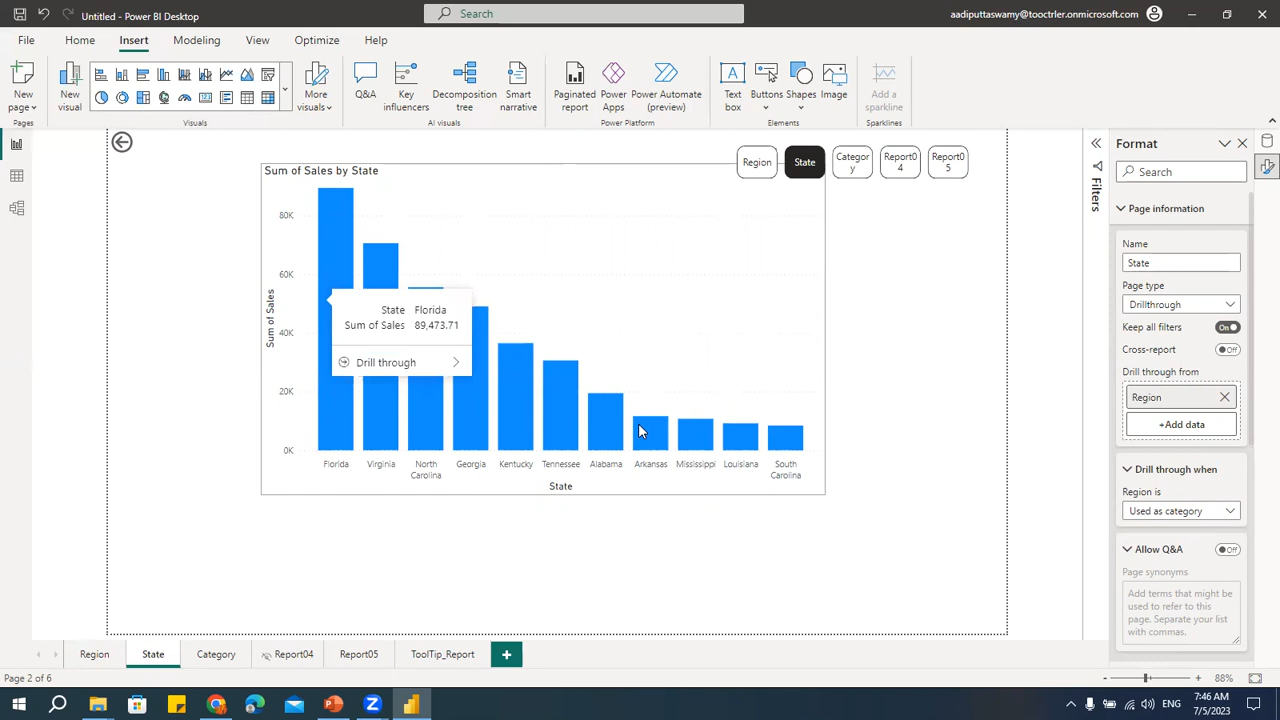 Untitled - Power BI Desktop
Search
aadiputtaswamy@tooctrler.onmicrosoft.com
File
Home
Insert
Modeling
View
Optimize
Help
New page
New visual
More visuals
Q&A
Key influencers
Decomposition tree
Smart narrative
Paginated report
Power Apps
Power Automate (preview)
Text box
Buttons
Shapes
Image
Add a sparkline
Pages
Visuals
AI visuals
Power Platform
Elements
Sparklines
Region
State
Categor
y
Report0
4
Report0
5
Sum of Sales by State
80K
60K
40K
20K
0K
Sum of Sales
State Florida
Sum of Sales 89,473.71
Drill through
Florida
Virginia
North Carolina
Georgia
Kentucky
Tennessee
Alabama
Arkansas
Mississippi
Louisiana
South Carolina
State
Filters
Format
Search
Page information
Name
State
Page type
Drillthrough
Keep all filters On
Cross-report Off
Drill through from
Region
+Add data
Drill through when
Region is
Used as category
Allow Q&A Off
Page synonyms
Add terms that might be
used to refer to this
page. Separate your list
with commas.
Region
State
Category
Report04
Report05
ToolTip_Report
Page 2 of 6
88%
ENG
7:46 AM
7/5/2023